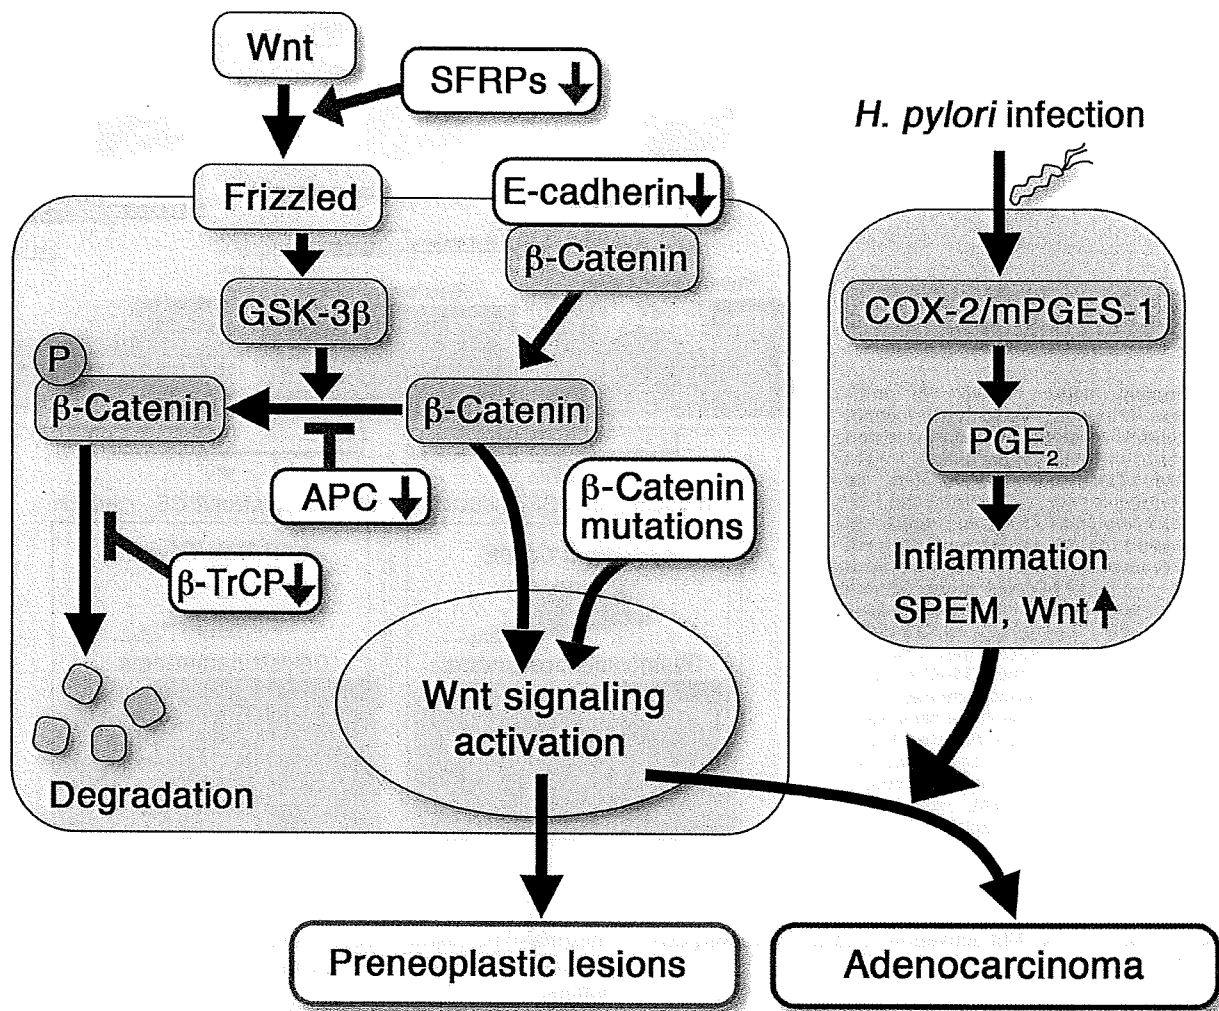 Wnt
SFRPs
H. pylori infection
Frizzled
E-cadherin
β-Catenin
GSK-3β
COX-2/mPGES-1
P
β-Catenin
β-Catenin
PGE2
APC
β-Catenin
mutations
β-TrCP
Inflammation
SPEM, Wnt
Wnt signaling
activation
Degradation
Preneoplastic lesions
Adenocarcinoma